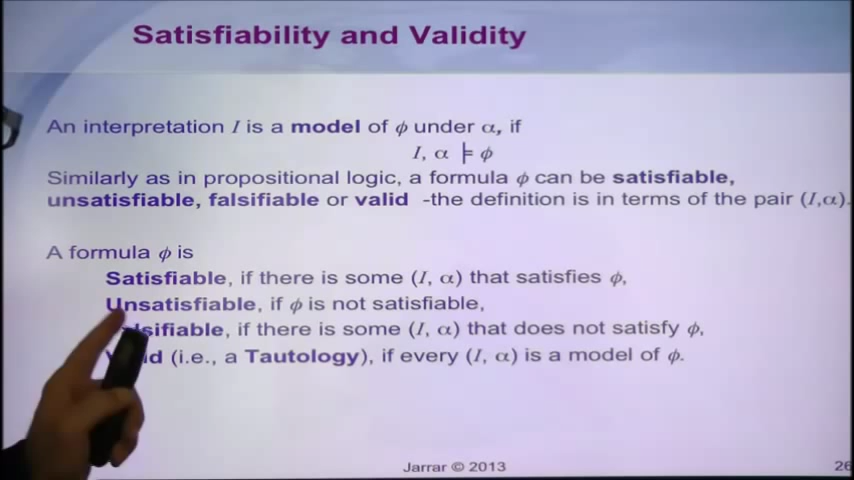 Satisfiability and Validity
An interpretation I is a model of ϕ under α, if
I, α ⊨ ϕ
Similarly as in propositional logic, a formula ϕ can be satisfiable,
unsatisfiable, falsifiable or valid -the definition is in terms of the pair (I,α).
A formula ϕ is
Satisfiable, if there is some (I, α) that satisfies ϕ,
Unsatisfiable, if ϕ is not satisfiable,
if there is some (I, α) that does not satisfy ϕ,
(i.e., a Tautology), if every (I, α) is a model of ϕ.
Jarrar © 2013
26